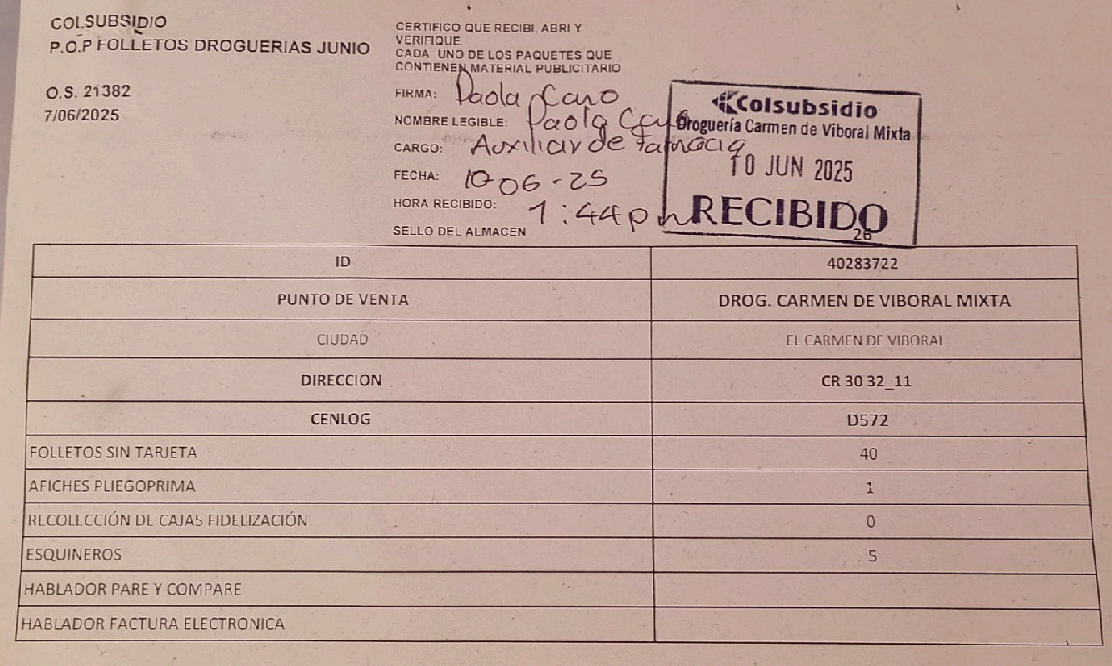 COLSUBSIDIO
P.O.P FOLLETOS DROGUERIAS JUNIO
O.S. 21382
7/06/2025
CERTIFICO QUE RECIBI, ABRI Y
VERIFIQUE
CADA UNO DE LOS PAQUETES QUE
CONTIENEN MATERIAL PUBLICITARIO
FIRMA: Paola Caro
NOMBRE LEGIBLE: Paola Caro
CARGO: Auxiliar de Farmacia
FECHA: 10 06-25
HORA RECIBIDO: 1:44pm
SELLO DEL ALMACEN
Colsubsidio
Droguería Carmen de Viboral Mixta
10 JUN 2025
RECIBIDO
26
ID 40283722
PUNTO DE VENTA DROG. CARMEN DE VIBORAL MIXTA
CIUDAD EL CARMEN DE VIBORAL
DIRECCION CR 30 32_11
CENLOG D572
FOLLETOS SIN TARJETA 40
AFICHES PLIEGOPRIMA 1
RECOLECCIÓN DE CAJAS FIDELIZACIÓN 0
ESQUINEROS 5
HABLADOR PARE Y COMPARE
HABLADOR FACTURA ELECTRONICA